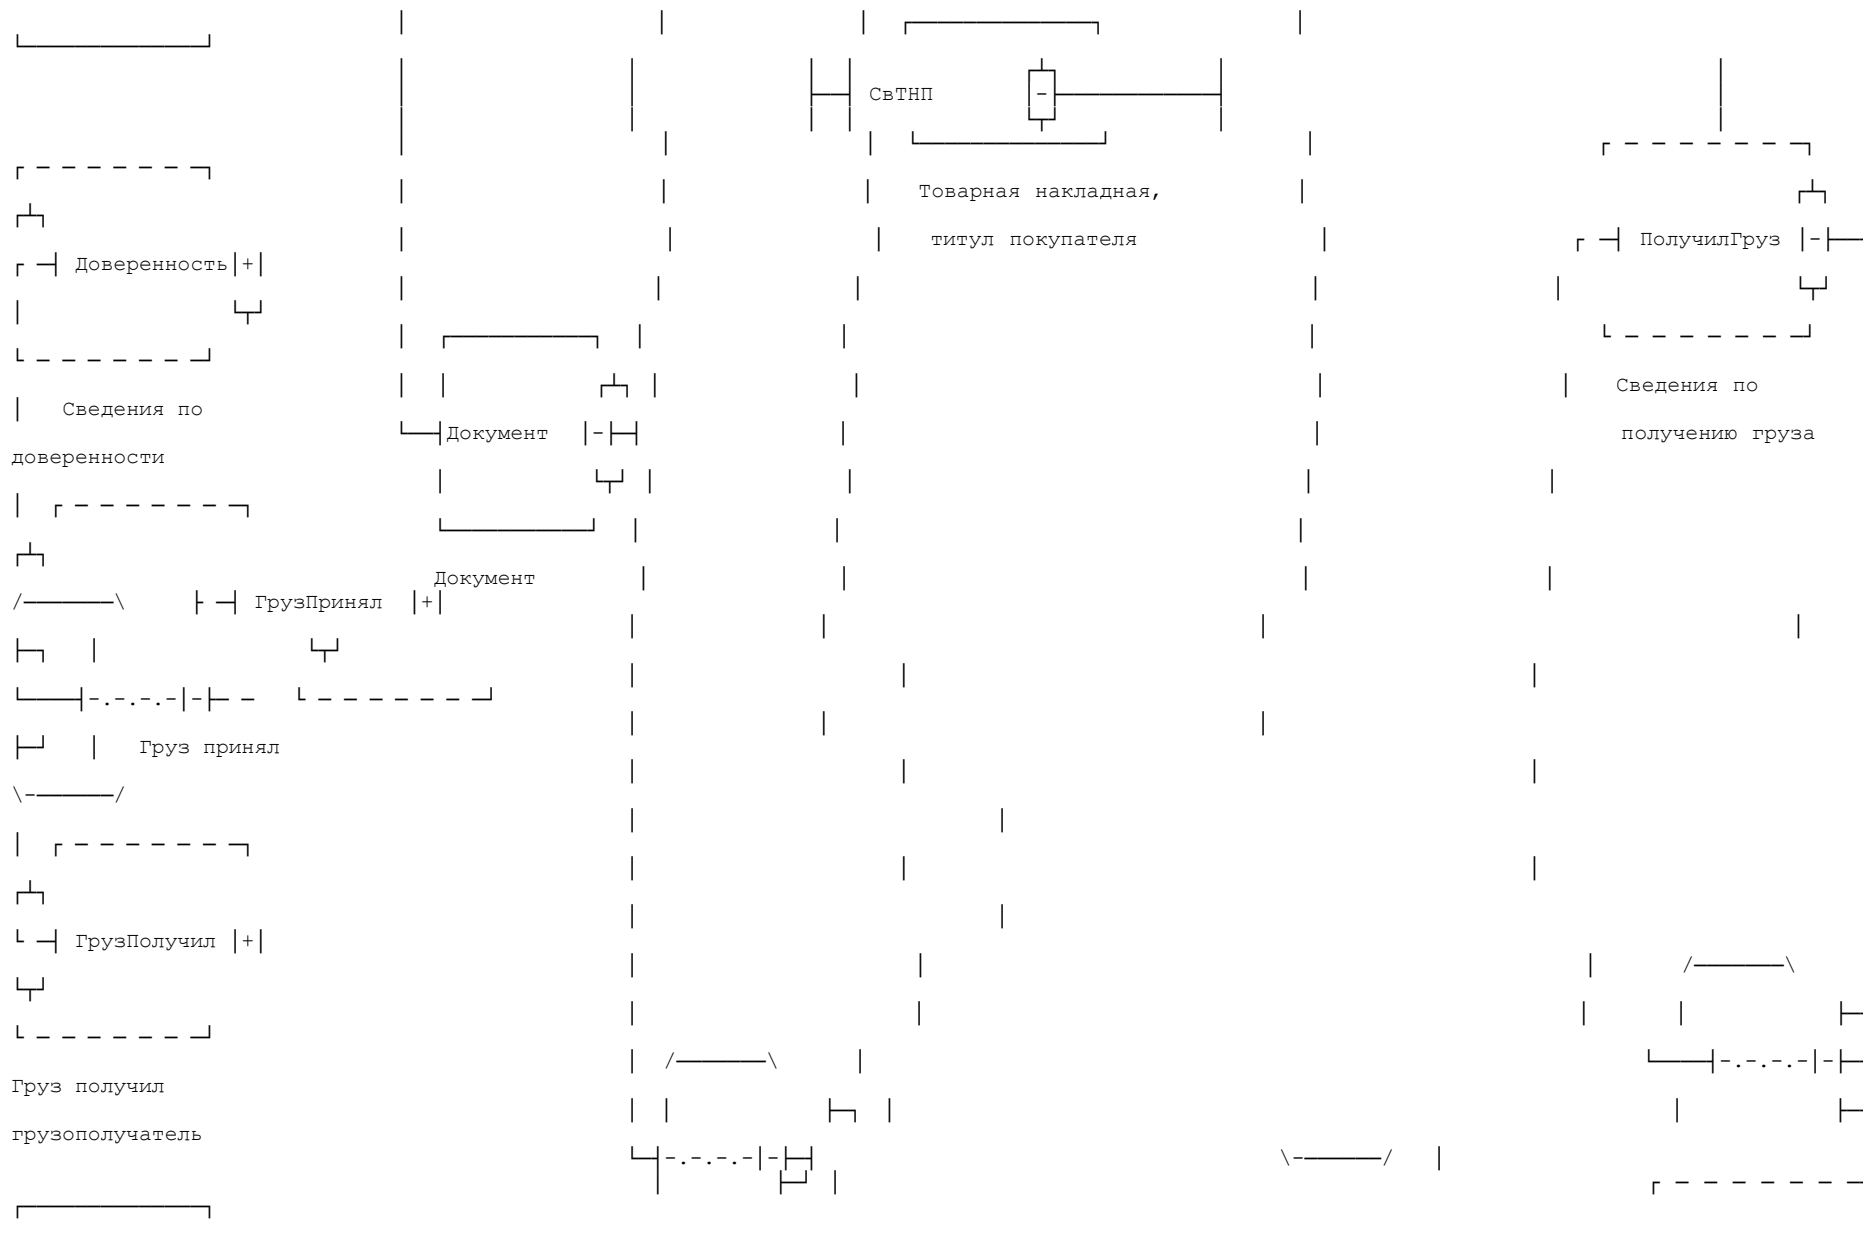 СвТНП
Товарная накладная,
титул покупателя
ПолучилГруз
Доверенность
Сведения по
Сведения по
Документ
получению груза
доверенности
Документ
ГрузПринял
Груз принял
ГрузПолучил
Груз получил
грузополучатель